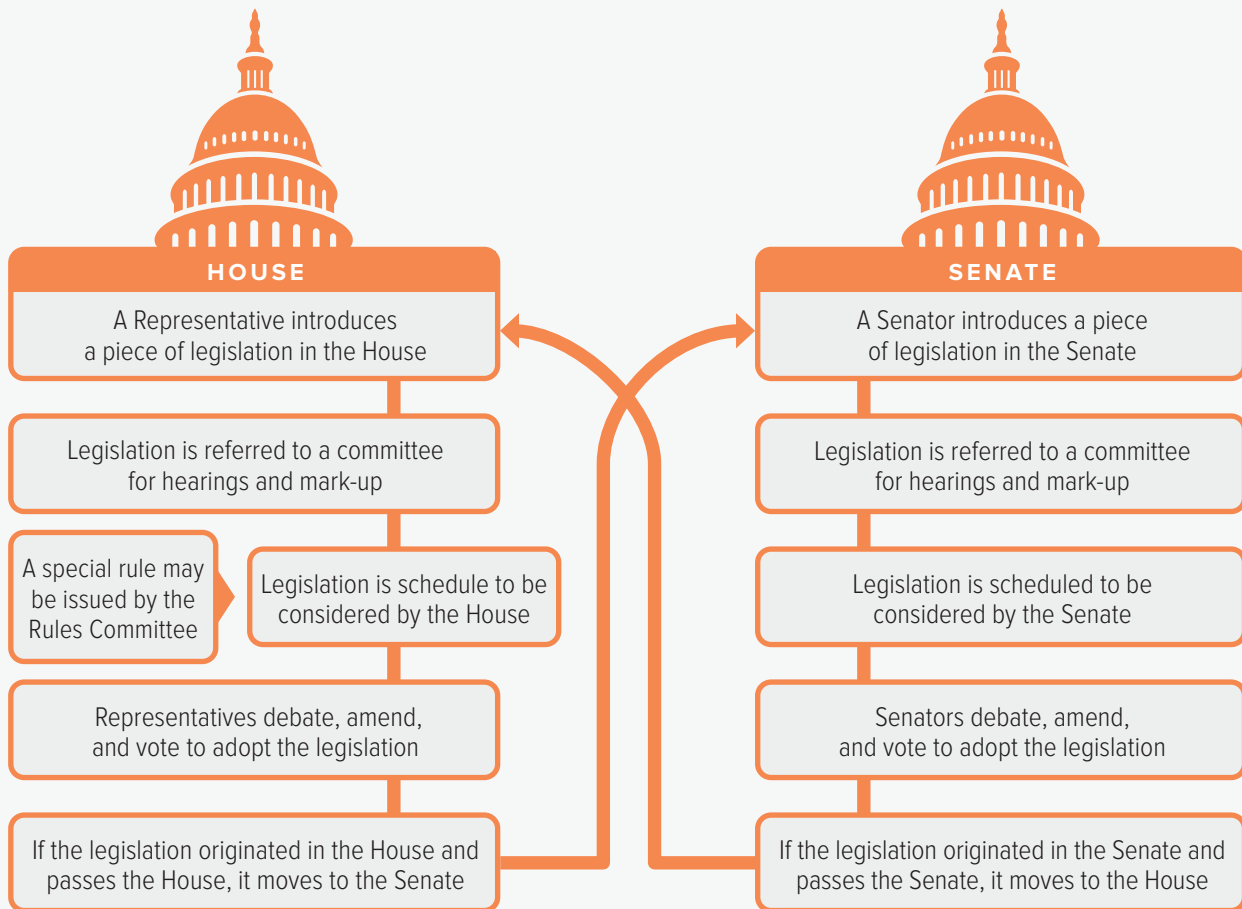 HOUSE
A Representative introduces
a piece of legislation in the House
Legislation is referred to a committee
for hearings and mark-up
A special rule may
be issued by the
Rules Committee
Legislation is schedule to be
considered by the House
Representatives debate, amend,
and vote to adopt the legislation
If the legislation originated in the House and
passes the House, it moves to the Senate
SENATE
A Senator introduces a piece
of legislation in the Senate
Legislation is referred to a committee
for hearings and mark-up
Legislation is scheduled to be
considered by the Senate
Senators debate, amend,
and vote to adopt the legislation
If the legislation originated in the Senate and
passes the Senate, it moves to the House